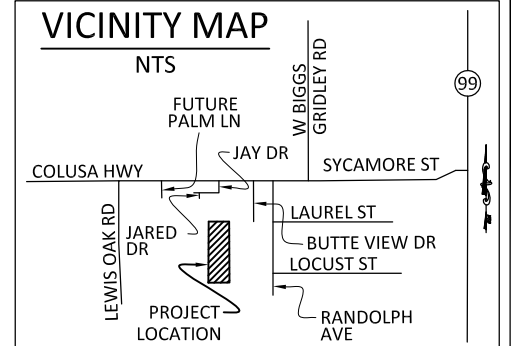 VICINITY MAP
NTS
W BIGGS
GRIDLEY RD
99
FUTURE
PALM LN
JAY DR
COLUSA HWY
SYCAMORE ST
LEWIS OAK RD
JARED
DR
LAUREL ST
BUTTE VIEW DR
LOCUST ST
PROJECT
LOCATION
RANDOLPH
AVE